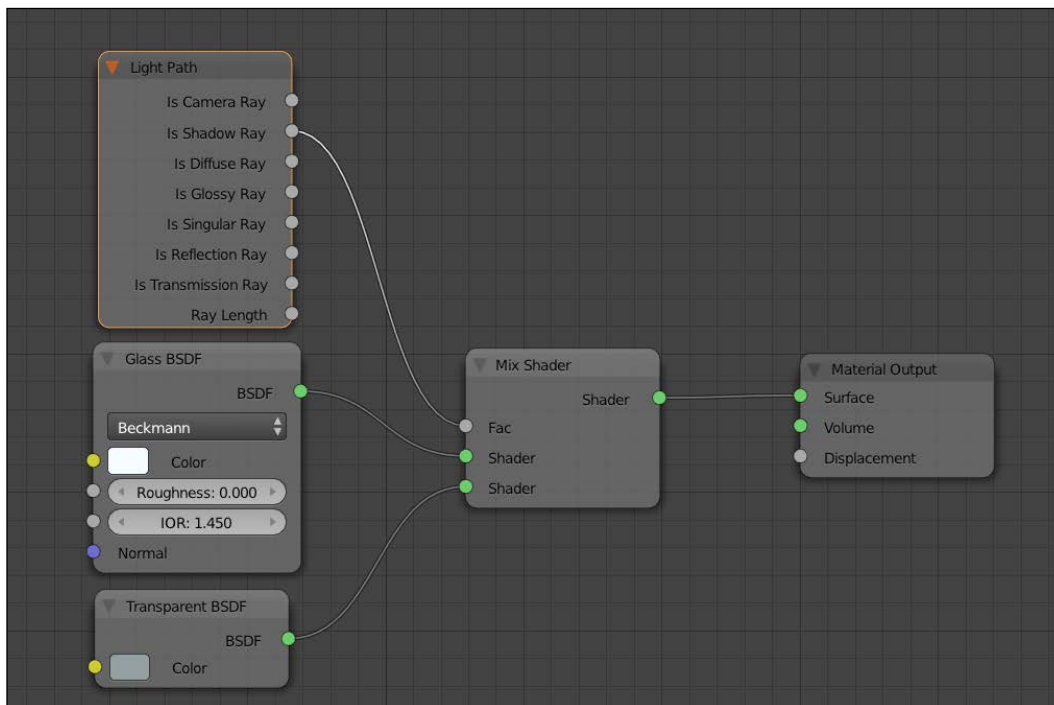 Light Path
Is Camera Ray
Is Shadow Ray
Is Diffuse Ray
Is Glossy Ray
Is Singular Ray
Is Reflection Ray
Is Transmission Ray
Ray Length
Glass BSDF
BSDF
Beckmann
Color
Roughness: 0.000
IOR: 1.450
Normal
Transparent BSDF
BSDF
Color
Mix Shader
Shader
Fac
Shader
Shader
Material Output
Surface
Volume
Displacement